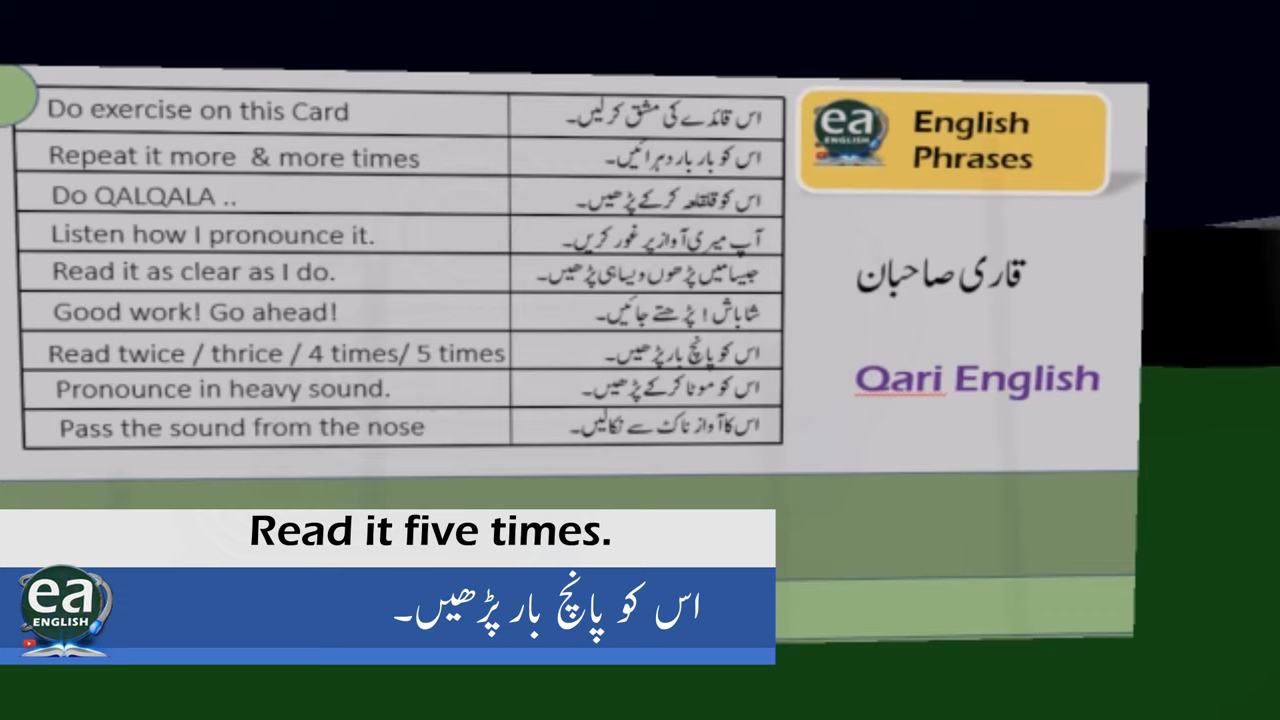 Do exercise on this Card
اس قائدے کی مشق کرلیں۔
Repeat it more & more times
اس کو بار بار دہرائیں۔
Do QALQALA ..
اس کو قلقلہ کرکے پڑھیں۔
Listen how I pronounce it.
آپ میری آواز پر غور کریں۔
Read it as clear as I do.
جیسا میں پڑھوں ویسا ہی پڑھیں۔
Good work! Go ahead!
شاباش! پڑھتے جائیں۔
Read twice / thrice / 4 times/ 5 times
اس کو پانچ بار پڑھیں۔
Pronounce in heavy sound.
اس کو موٹا کرکے پڑھیں۔
Pass the sound from the nose
اس کا آواز ناک سے نکالیں۔
ea
ENGLISH
English
Phrases
قاری صاحبان
Qari English
Read it five times.
اس کو پانچ بار پڑھیں۔
ea
ENGLISH